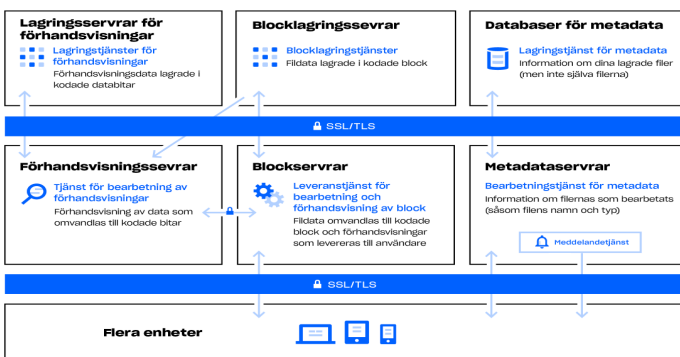 Lagringsservrar för
förhandsvisningar
Lagringstjänster för
förhandsvisningar
Förhandsvisningsdata lagrade i
kodade databitar
Blocklagringssevrar
Blocklagringstjänster
Fildata lagrade i kodade block
Databaser för metadata
Lagringstjänst för metadata
Information om dina lagrade filer
(men inte själva filerna)
SSL/TLS
Förhandsvisningssevrar
Tjänst för bearbetning av
förhandsvisningar
Förhandsvisning av data som
omvandlas till kodade bitar
Blockservrar
Leveranstjänst för
bearbetning och
förhandsvisning av block
Fildata omvandlas till kodade
block och förhandsvisningar
som levereras till användare
Metadataservrar
Bearbetningstjänst för metadata
Information om filernas som bearbetats
(såsom filens namn och typ)
Meddelandetjänst
SSL/TLS
Flera enheter